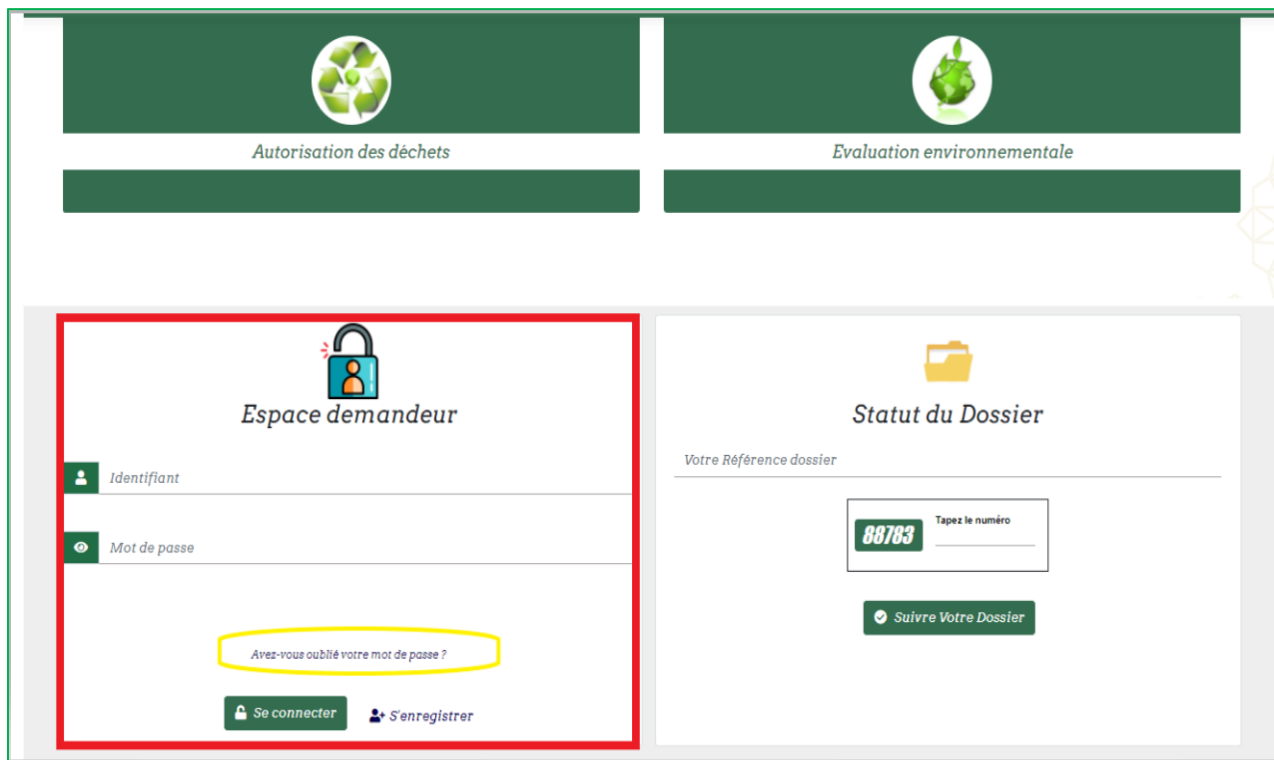 Autorisation des déchets
Evaluation environnementale
Espace demandeur
Identifiant
Mot de passe
Avez-vous oublié votre mot de passe ?
Se connecter
S'enregistrer
Statut du Dossier
Votre Référence dossier
88783
Tapez le numéro
Suivre Votre Dossier